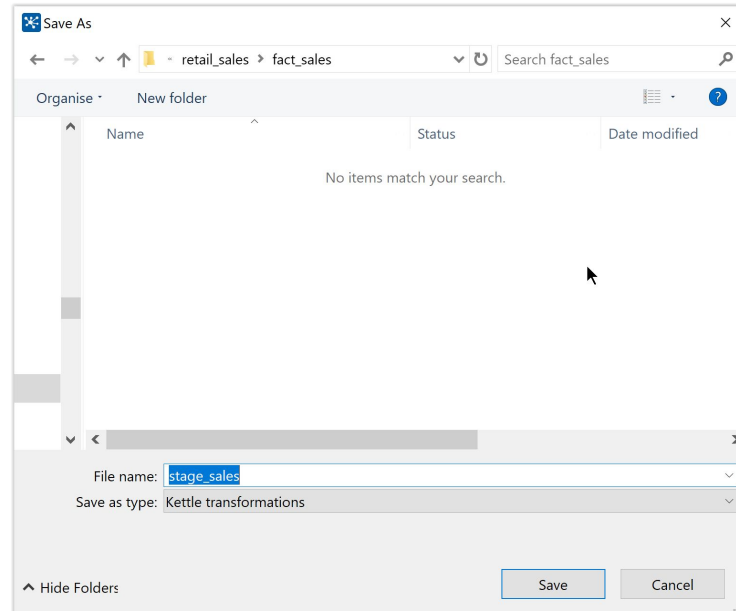 Save As
retail_sales > fact_sales
Search fact_sales
Organise
New folder
?
Name
Status
Date modified
No items match your search.
File name: stage_sales
Save as type: Kettle transformations
Hide Folders
Save
Cancel